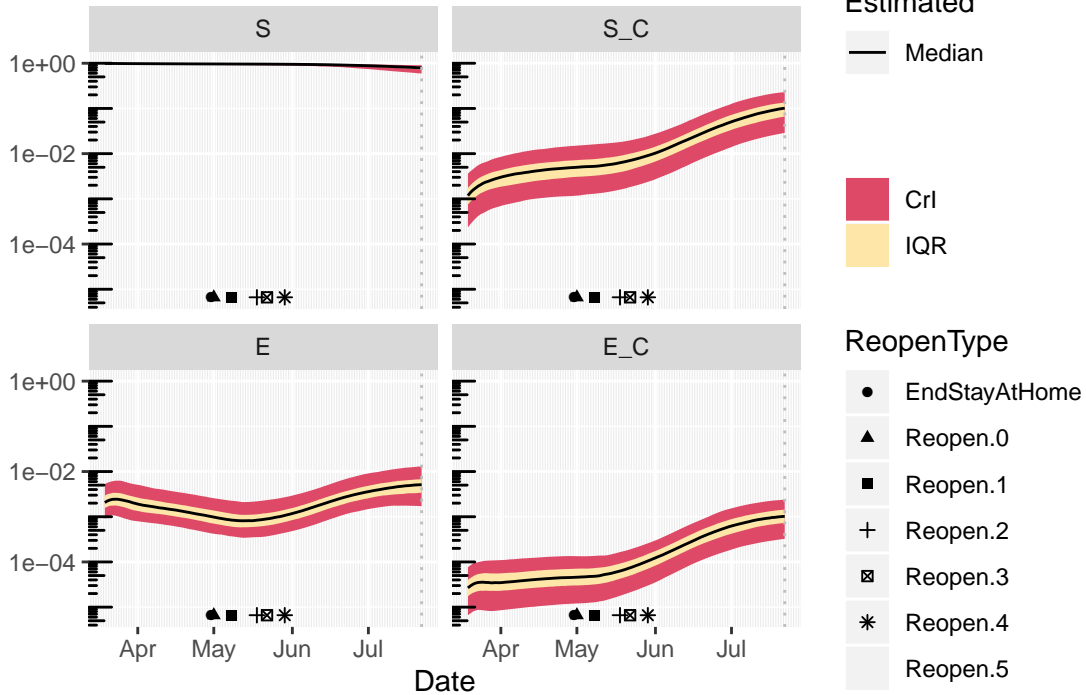 S
S_C
1e+00
1e−02
1e−04
E
E_C
1e+00
1e−02
1e−04
Apr
May
Jun
Jul
Apr
May
Jun
Jul
Date
Estimated
Median
CrI
IQR
ReopenType
EndStayAtHome
Reopen.0
Reopen.1
Reopen.2
Reopen.3
Reopen.4
Reopen.5